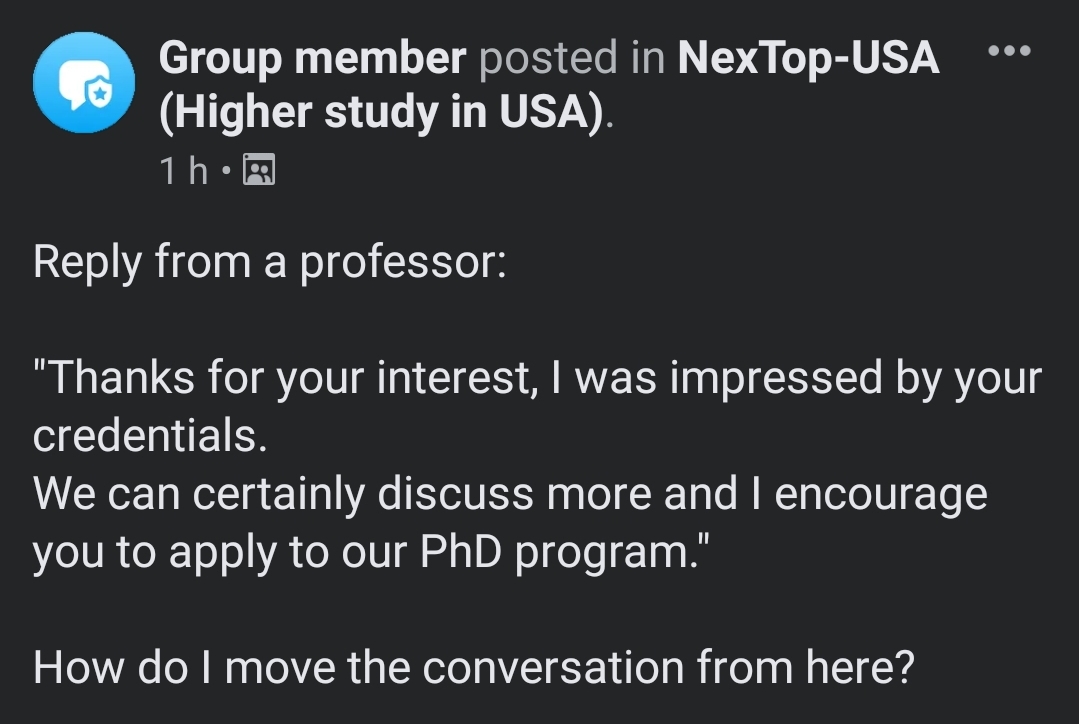 Group member posted in NexTop-USA
(Higher study in USA).
1 h •
Reply from a professor:
"Thanks for your interest, I was impressed by your
credentials.
We can certainly discuss more and I encourage
you to apply to our PhD program."
How do I move the conversation from here?